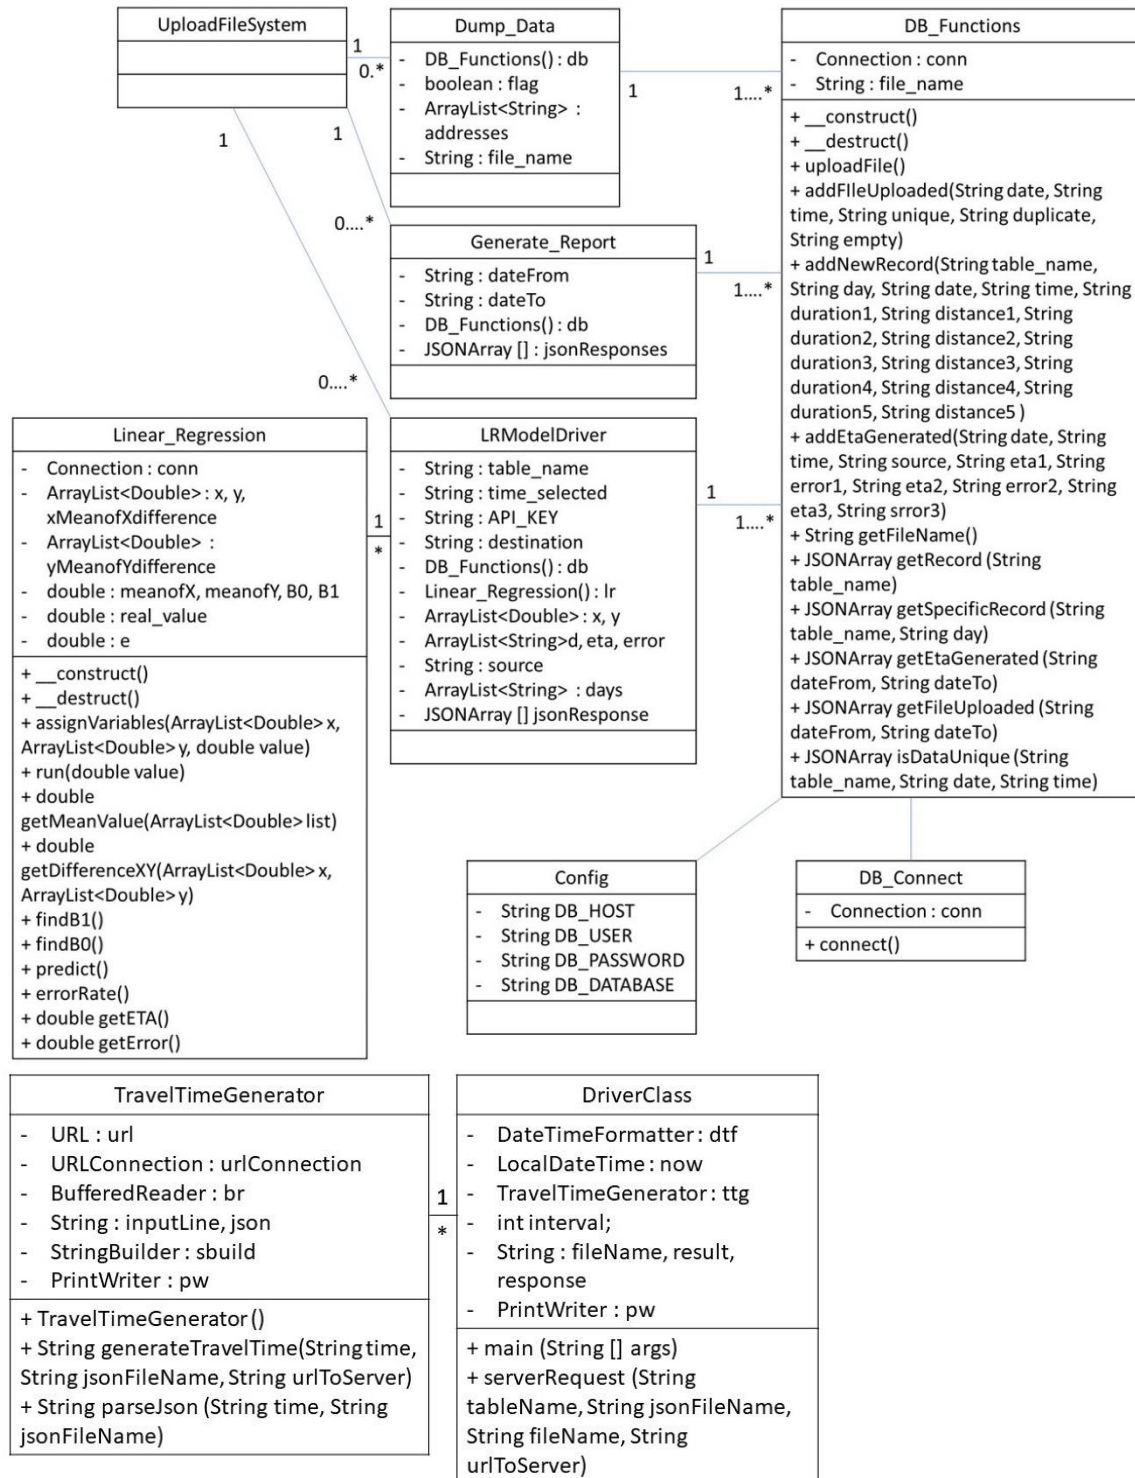 UploadFileSystem
1
0.*
1
1
0....*
0....*
Dump_Data
- DB_Functions() : db
- boolean : flag
- ArrayList<String> :
addresses
- String : file_name
1
1....*
Generate_Report
- String : dateFrom
- String : dateTo
- DB_Functions() : db
- JSONArray [] : jsonResponses
1
1....*
DB_Functions
- Connection : conn
- String : file_name
+ __construct()
+ __destruct()
+ uploadFile()
+ addFIleUploaded(String date, String
time, String unique, String duplicate,
String empty)
+ addNewRecord(String table_name,
String day, String date, String time, String
duration1, String distance1, String
duration2, String distance2, String
duration3, String distance3, String
duration4, String distance4, String
duration5, String distance5 )
+ addEtaGenerated(String date, String
time, String source, String eta1, String
error1, String eta2, String error2, String
eta3, String srror3)
+ String getFileName()
+ JSONArray getRecord (String
table_name)
+ JSONArray getSpecificRecord (String
table_name, String day)
+ JSONArray getEtaGenerated (String
dateFrom, String dateTo)
+ JSONArray getFileUploaded (String
dateFrom, String dateTo)
+ JSONArray isDataUnique (String
table_name, String date, String time)
Linear_Regression
- Connection : conn
- ArrayList<Double> : x, y,
xMeanofXdifference
- ArrayList<Double> :
yMeanofYdifference
- double : meanofX, meanofY, B0, B1
- double : real_value
- double : e
+ __construct()
+ __destruct()
+ assignVariables(ArrayList<Double> x,
ArrayList<Double> y, double value)
+ run(double value)
+ double
getMeanValue(ArrayList<Double> list)
+ double
getDifferenceXY(ArrayList<Double> x,
ArrayList<Double> y)
+ findB1()
+ findB0()
+ predict()
+ errorRate()
+ double getETA()
+ double getError()
1
*
LRModelDriver
- String : table_name
- String : time_selected
- String : API_KEY
- String : destination
- DB_Functions() : db
- Linear_Regression() : lr
- ArrayList<Double> : x, y
- ArrayList<String>d, eta, error
- String : source
- ArrayList<String> : days
- JSONArray [] jsonResponse
1
1....*
Config
- String DB_HOST
- String DB_USER
- String DB_PASSWORD
- String DB_DATABASE
DB_Connect
- Connection : conn
+ connect()
TravelTimeGenerator
- URL : url
- URLConnection : urlConnection
- BufferedReader : br
- String : inputLine, json
- StringBuilder : sbuild
- PrintWriter : pw
+ TravelTimeGenerator()
+ String generateTravelTime(String time,
String jsonFileName, String urlToServer)
+ String parseJson (String time, String
jsonFileName)
1
*
DriverClass
- DateTimeFormatter : dtf
- LocalDateTime : now
- TravelTimeGenerator : ttg
- int interval;
- String : fileName, result,
response
- PrintWriter : pw
+ main (String [] args)
+ serverRequest (String
tableName, String jsonFileName,
String fileName, String
urlToServer)